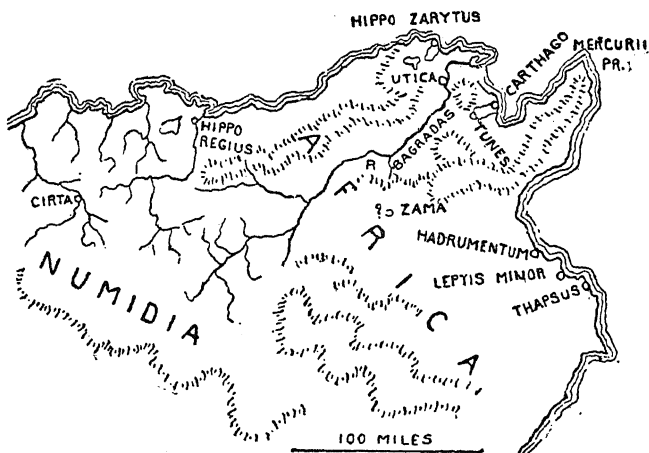 HIPPO ZARYTUS
MERCURII
PR.
CARTHAGO
UTICA
TUNES
HIPPO
REGIUS
R BAGRADAS
CIRTA
? ZAMA
HADRUMENTUM
LEPTIS MINOR
THAPSUS
NUMIDIA
AFRICA
100 MILES